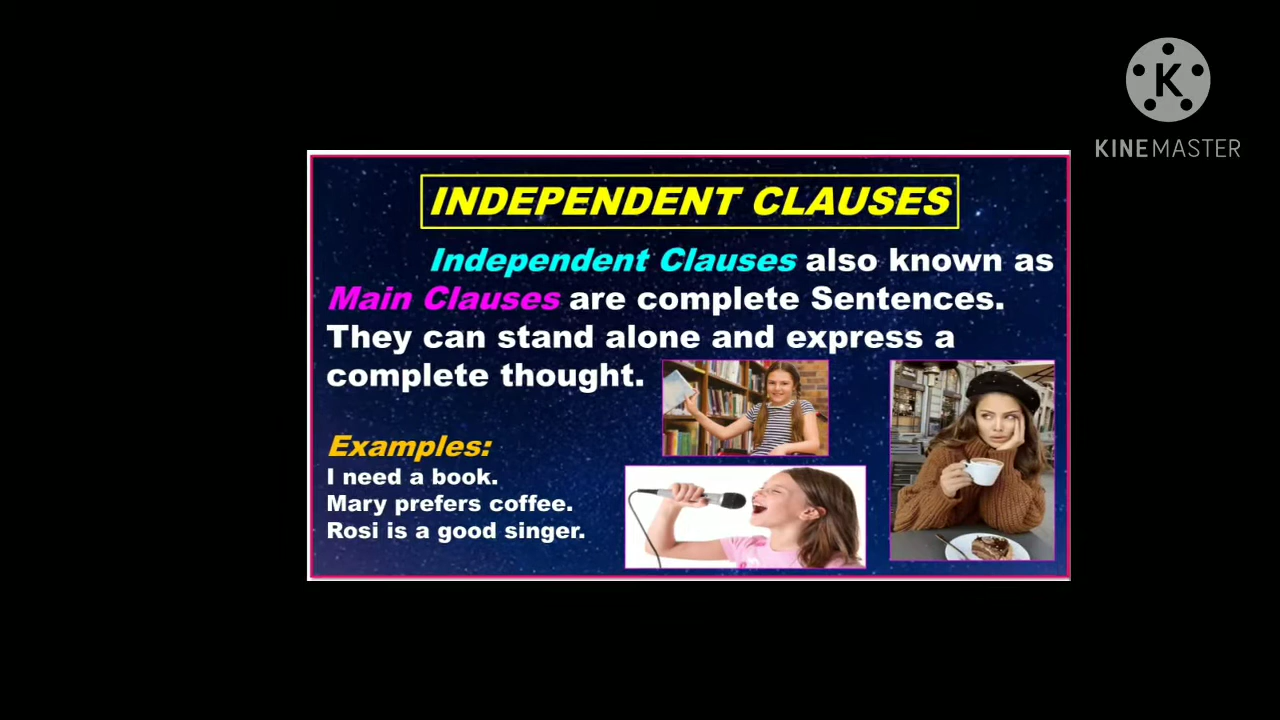 K
KINEMASTER
INDEPENDENT CLAUSES
Independent Clauses also known as
Main Clauses are complete Sentences.
They can stand alone and express a
complete thought.
Examples:
I need a book.
Mary prefers coffee.
Rosi is a good singer.